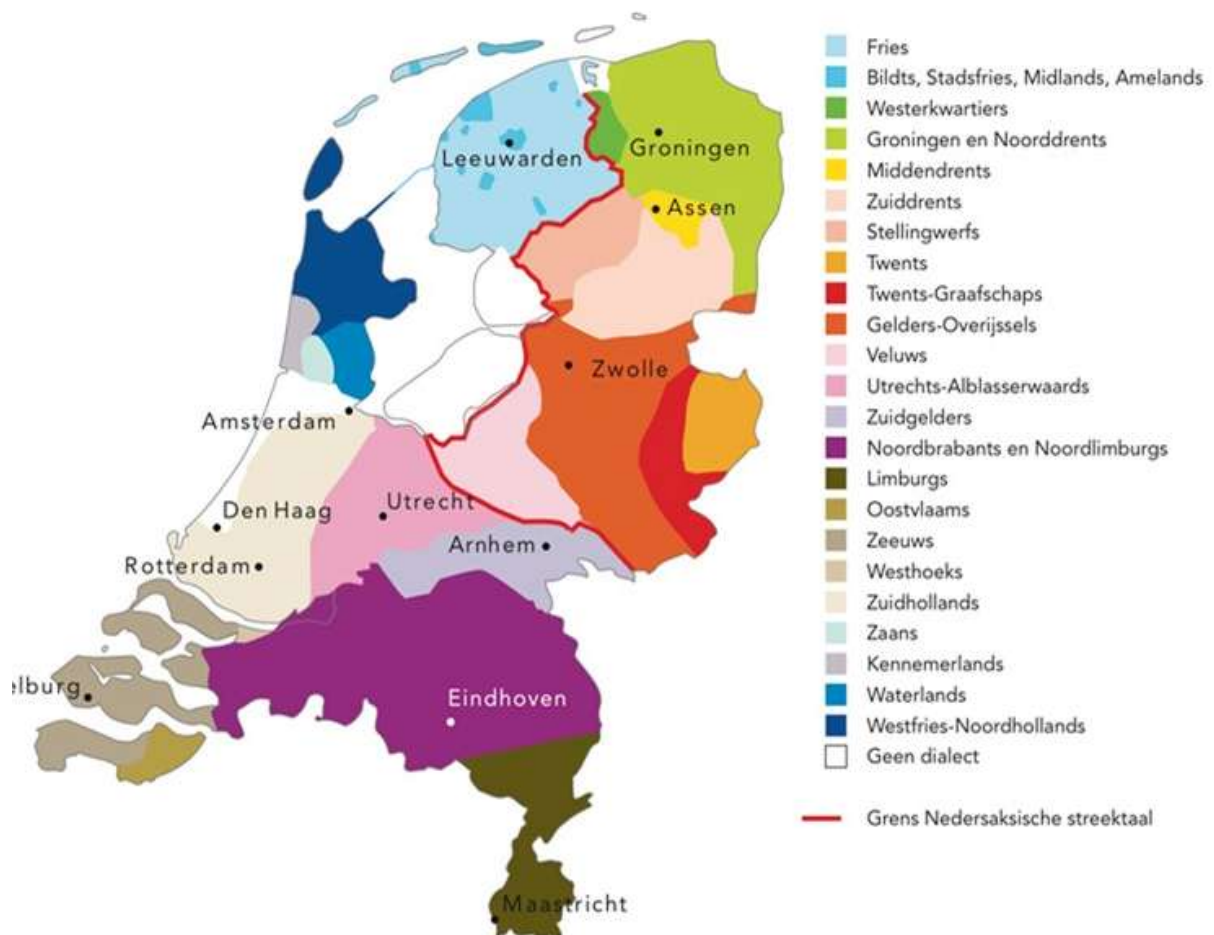 Leeuwarden
Groningen
Assen
Zwolle
Amsterdam
Den Haag
Utrecht
Arnhem
Rotterdam
elburg
Eindhoven
Maastricht
Fries
Bildts, Stadsfries, Midlands, Amelands
Westerkwartiers
Groningen en Noorddrents
Middendrents
Zuiddrents
Stellingwerfs
Twents
Twents-Graafschaps
Gelders-Overijssels
Veluws
Utrechts-Alblasserwaards
Zuidgelders
Noordbrabants en Noordlimburgs
Limburgs
Oostvlaams
Zeeuws
Westhoeks
Zuidhollands
Zaans
Kennemerlands
Waterlands
Westfries-Noordhollands
Geen dialect
Grens Nedersaksische streektaal